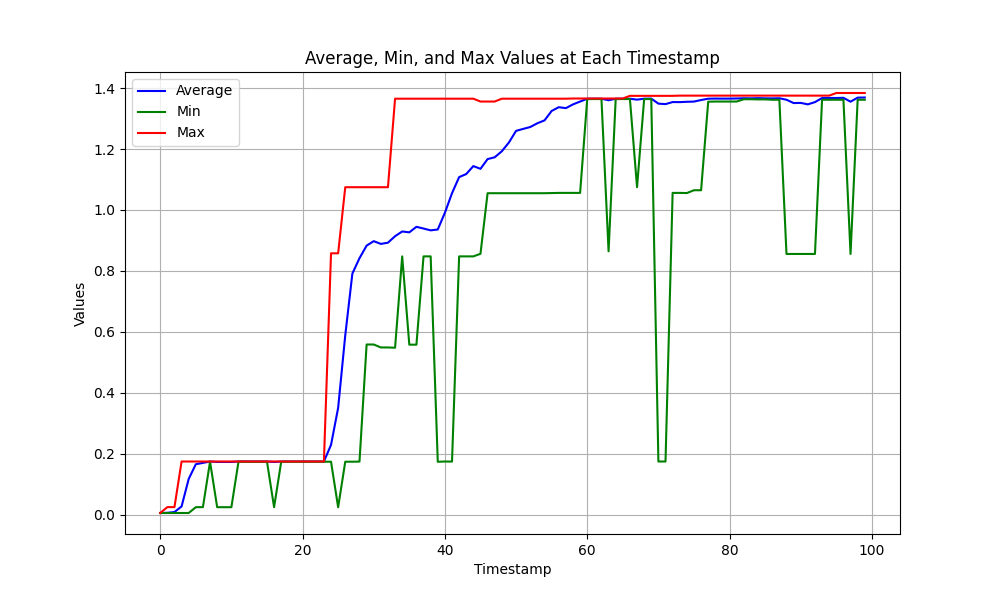 Average, Min, and Max Values at Each Timestamp
Average
Min
Max
Values
1.4
1.2
1.0
0.8
0.6
0.4
0.2
0.0
0 20 40 60 80 100
Timestamp